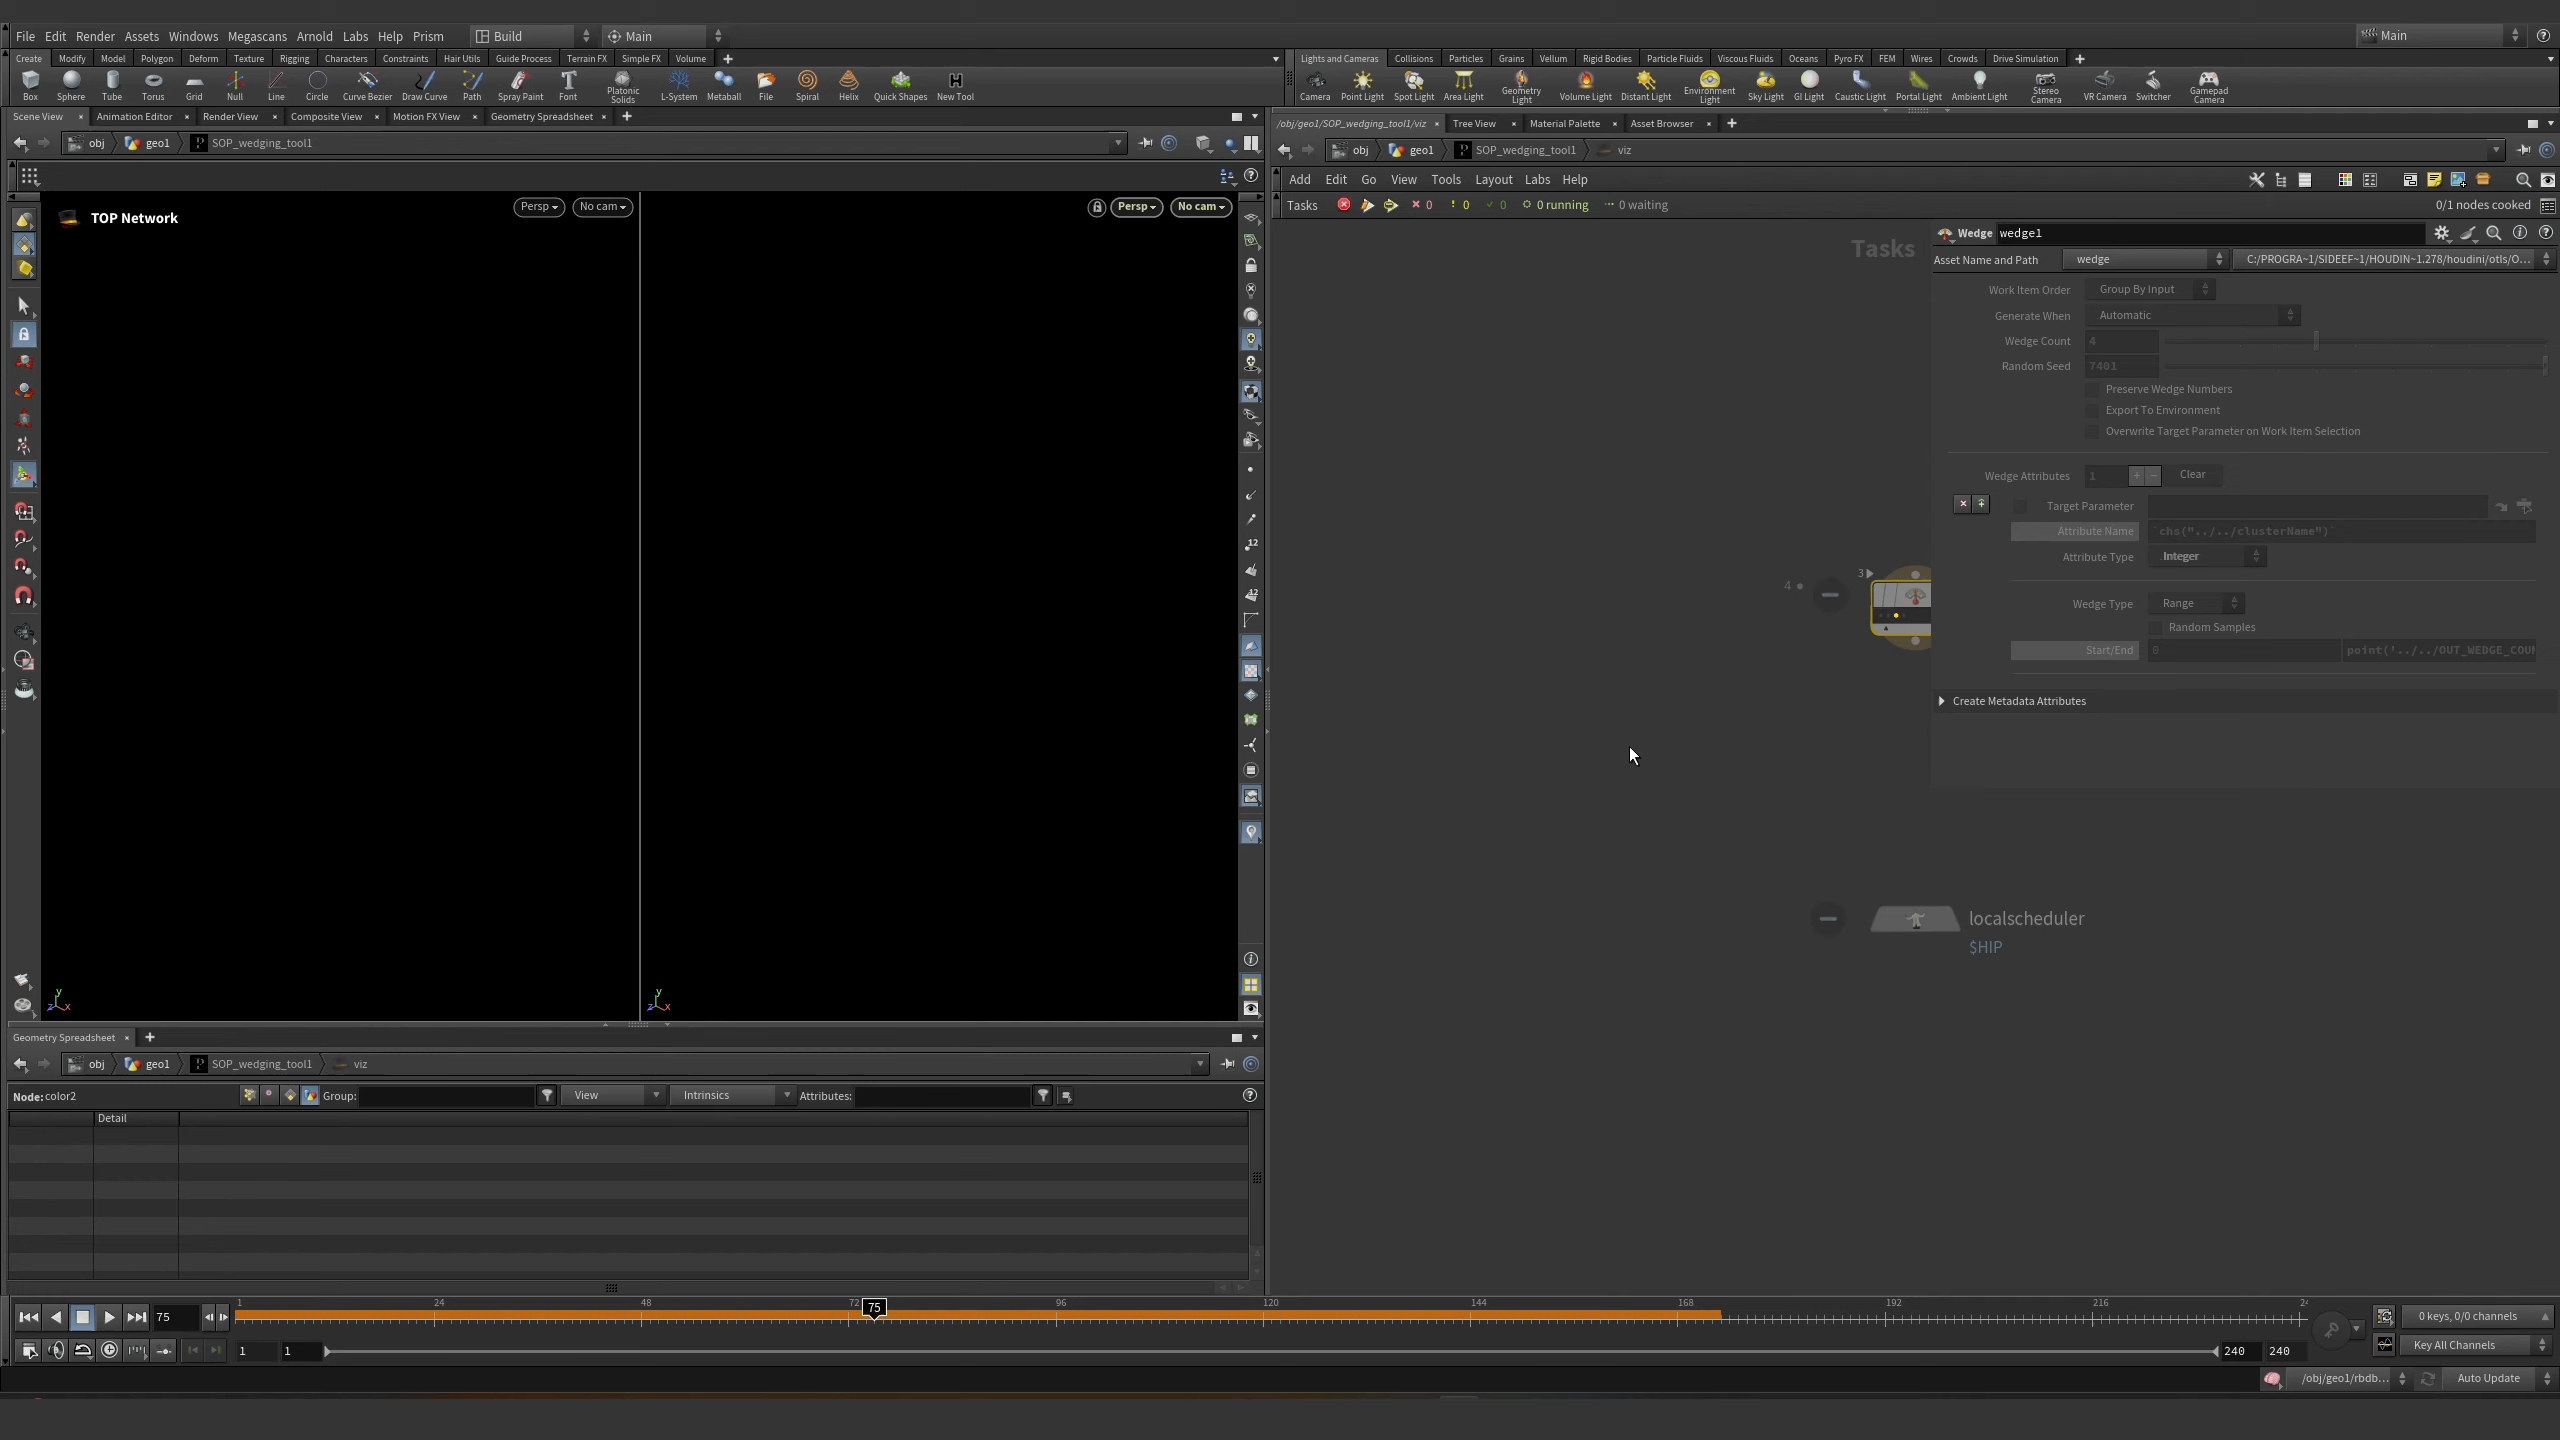 File Edit Render Assets Windows Megascans Arnold Labs Help Prism Build Main Main
Create Modify Model Polygon Deform Texture Rigging Characters Constraints Hair Utils Guide Process Terrain FX Simple FX Volume
Lights and Cameras Collisions Particles Grains Vellum Rigid Bodies Particle Fluids Viscous Fluids Oceans Pyro FX FEM Wires Crowds Drive Simulation
Box Sphere Tube Torus Grid Null Line Circle Curve Bezier Draw Curve Path Spray Paint Font Platonic Solids L-System Metaball File Spiral Helix Quick Shapes New Tool
Camera Point Light Spot Light Area Light Geometry Light Volume Light Distant Light Environment Light Sky Light GI Light Caustic Light Portal Light Ambient Light Stereo Camera VR Camera Switcher Gamepad Camera
Scene View Animation Editor Render View Composite View Motion FX View Geometry Spreadsheet
obj geo1 SOP_wedging_tool1
TOP Network Persp No cam Persp No cam
/obj/geo1/SOP_wedging_tool1/viz Tree View Material Palette Asset Browser
obj geo1 SOP_wedging_tool1 viz
Add Edit Go View Tools Layout Labs Help
Tasks 0 0 0 0 running 0 waiting 0/1 nodes cooked
Tasks
Wedge wedge1
Asset Name and Path wedge C:/PROGRA~1/SIDEEF~1/HOUDIN~1.278/houdini/otls/O...
Work Item Order Group By Input
Generate When Automatic
Wedge Count 4
Random Seed 7401
Preserve Wedge Numbers
Export To Environment
Overwrite Target Parameter on Work Item Selection
Wedge Attributes 1 + − Clear
Target Parameter
Attribute Name `chs("../../clusterName")`
Attribute Type Integer
Wedge Type Range
Random Samples
Start/End 0 point('../../OUT_WEDGE_COUN
Create Metadata Attributes
4 3
localscheduler
$HIP
12
12
y z x y z x
Geometry Spreadsheet
obj geo1 SOP_wedging_tool1 viz
Node: color2 Group: View Intrinsics Attributes:
Detail
75 1 24 48 72 75 96 120 144 168 192 216 24
0 keys, 0/0 channels
1 1 240 240 Key All Channels
/obj/geo1/rbdb... Auto Update